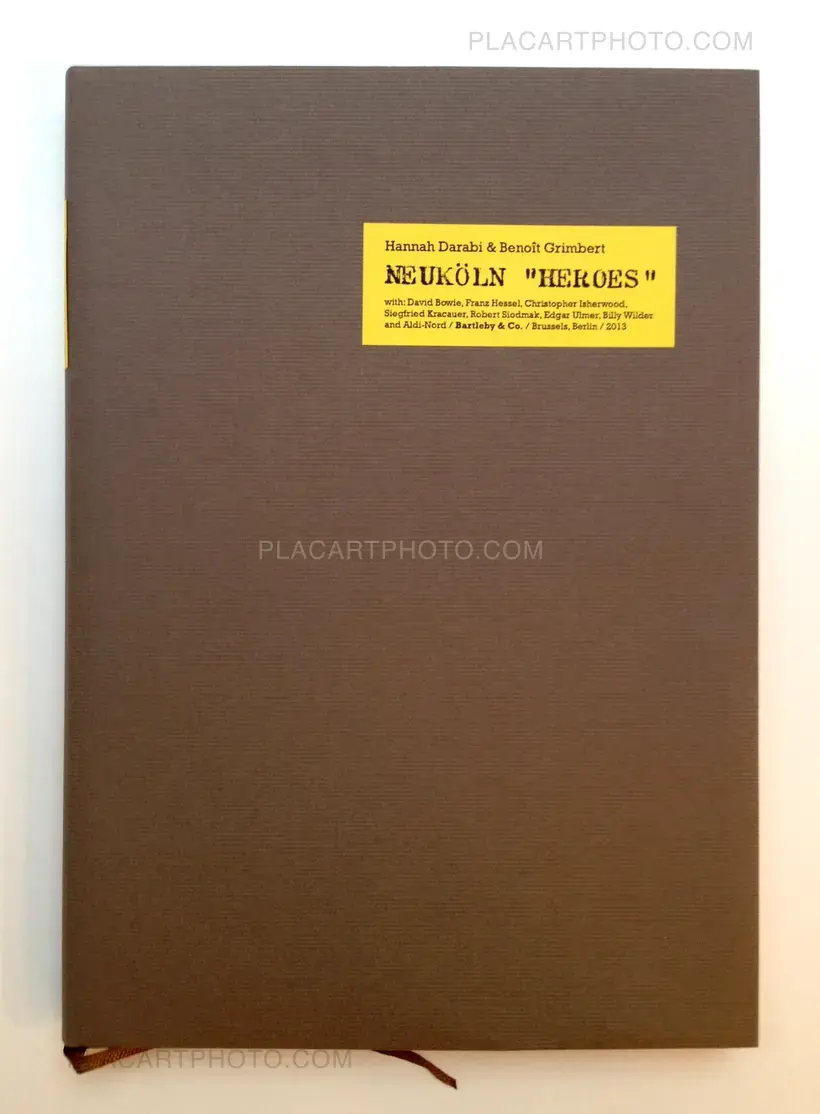 PLACARTPHOTO.COM
Hannah Darabi & Benoît Grimbert
NEUKÖLN "HEROES"
with: David Bowie, Franz Hessel, Christopher Isherwood,
Siegfried Kracauer, Robert Siodmak, Edgar Ulmer, Billy Wilder
and Aldi-Nord / Bartleby & Co. / Brussels, Berlin / 2013
PLACARTPHOTO.COM
PLACARTPHOTO.COM